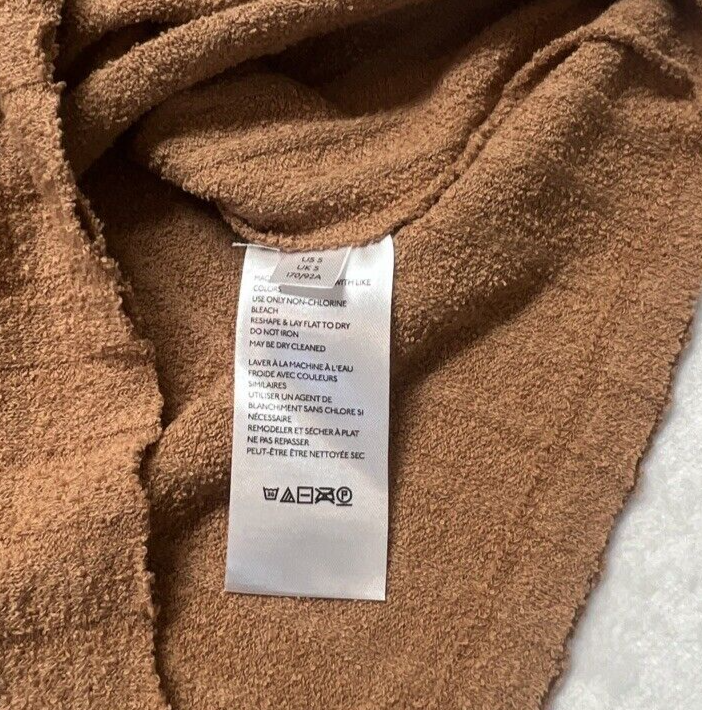 US S
UK S
170/92A
WITH LIKE
COLORS
USE ONLY NON-CHLORINE
BLEACH
RESHAPE & LAY FLAT TO DRY
DO NOT IRON
MAY BE DRY CLEANED
LAVER À LA MACHINE À L'EAU
FROIDE AVEC COULEURS
SIMILAIRES
UTILISER UN AGENT DE
BLANCHIMENT SANS CHLORE SI
NÉCESSAIRE
REMODELER ET SÉCHER À PLAT
NE PAS REPASSER
PEUT-ÊTRE ÊTRE NETTOYÉE SEC
30
P